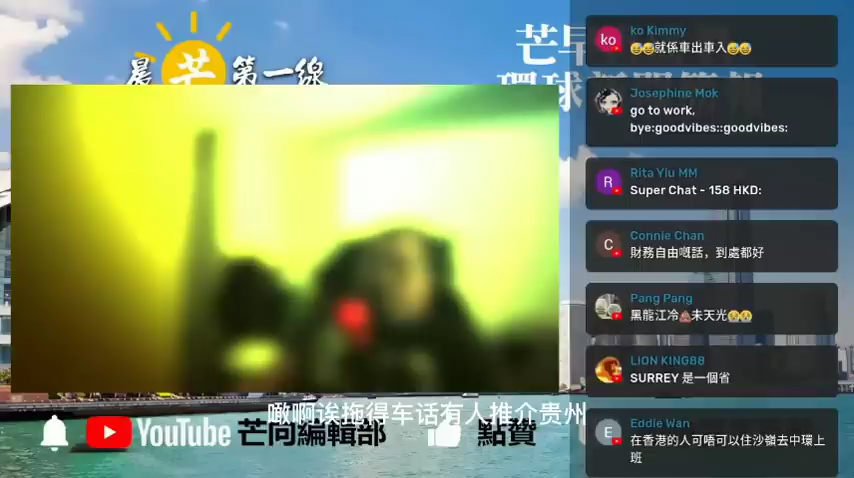 晨芒第一線
ko Kimmy
😅😅就係車出車入😅😅
Josephine Mok
go to work,
bye:goodvibes::goodvibes:
Rita Yiu MM
Super Chat - 158 HKD:
Connie Chan
財務自由嘅話，到處都好
Pang Pang
黑龍江冷💩未天光😭😭
LION KING88
SURREY 是一個省
Eddie Wan
在香港的人可唔可以住沙嶺去中環上
班
噉啊诶拖得车话有人推介贵州
YouTube 芒向編輯部 點贊